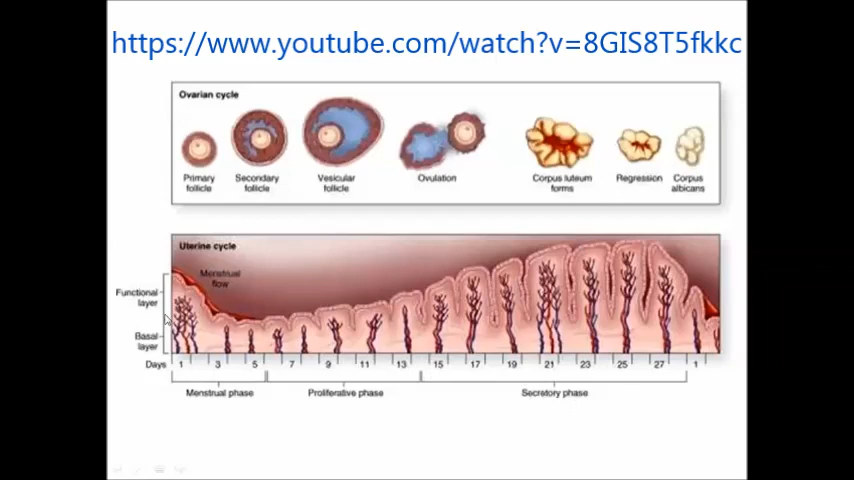 https://www.youtube.com/watch?v=8GIS8T5fkkc
Ovarian cycle
Primary
follicle
Secondary
follicle
Vesicular
follicle
Ovulation
Corpus luteum
forms
Regression
Corpus
albicans
Uterine cycle
Menstrual
flow
Functional
layer
Basal
layer
Days 1 3 5 7 9 11 13 15 17 19 21 23 25 27 1
Menstrual phase Proliferative phase Secretory phase